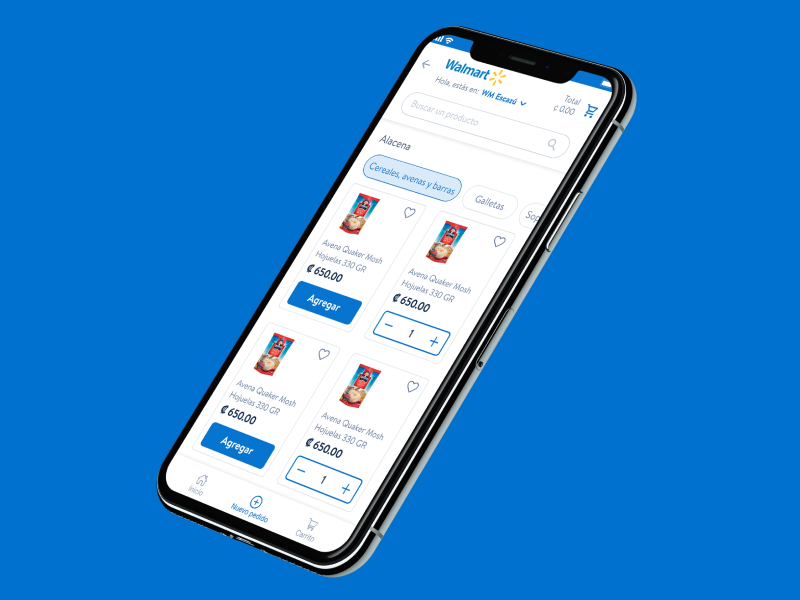 Walmart
Hola, estás en: WM Escazú
Total
₡ 0.00
Buscar un producto
Alacena
Cereales, avenas y barras
Galletas
Sop
Avena Quaker Mosh
Hojuelas 330 GR
₡ 650.00
Agregar
Avena Quaker Mosh
Hojuelas 330 GR
₡ 650.00
− 1 +
Avena Quaker Mosh
Hojuelas 330 GR
₡ 650.00
Agregar
Avena Quaker Mosh
Hojuelas 330 GR
₡ 650.00
− 1 +
Inicio
Nuevo pedido
Carrito